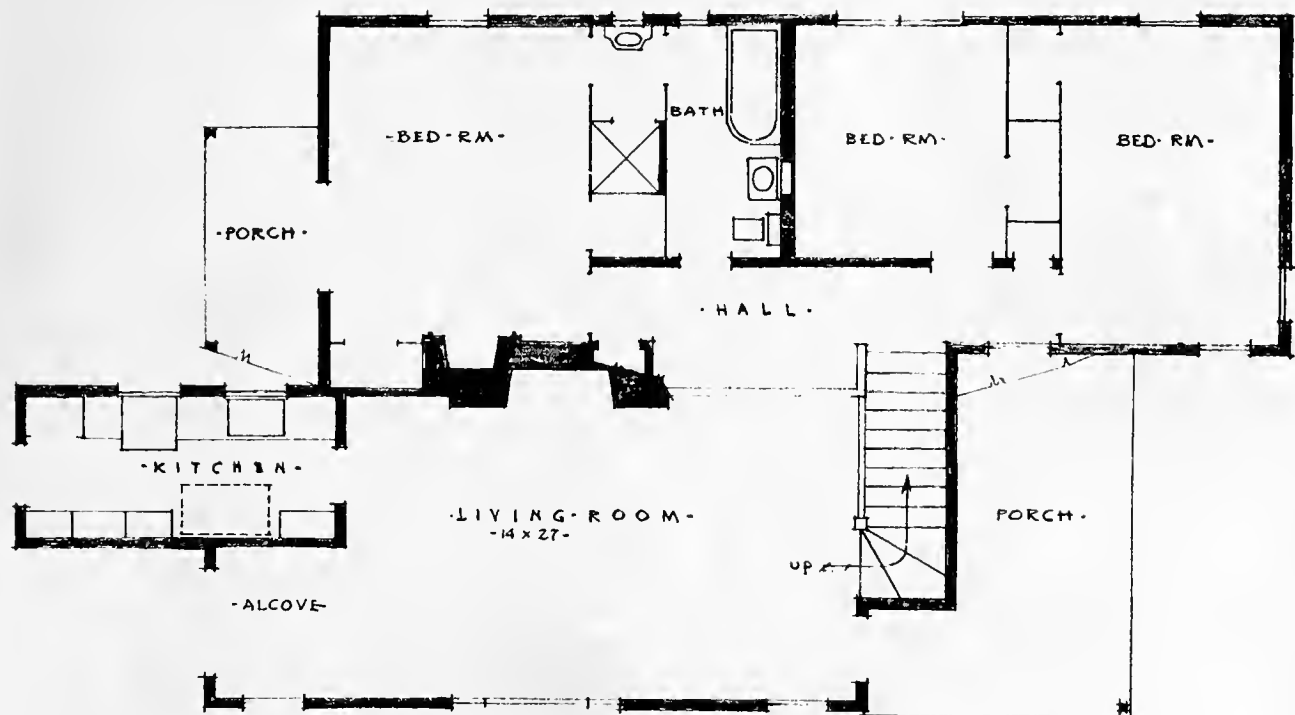 -BED-RM-
BATH
BED-RM-
BED-RM-
-PORCH-
-HALL-
-KITCHEN-
-LIVING-ROOM-
-14 x 27-
PORCH-
UP
-ALCOVE-